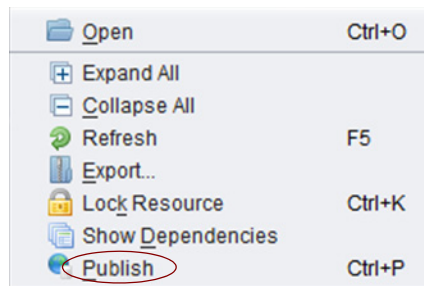 Open Ctrl+O
Expand All
Collapse All
Refresh F5
Export...
Lock Resource Ctrl+K
Show Dependencies
Publish Ctrl+P